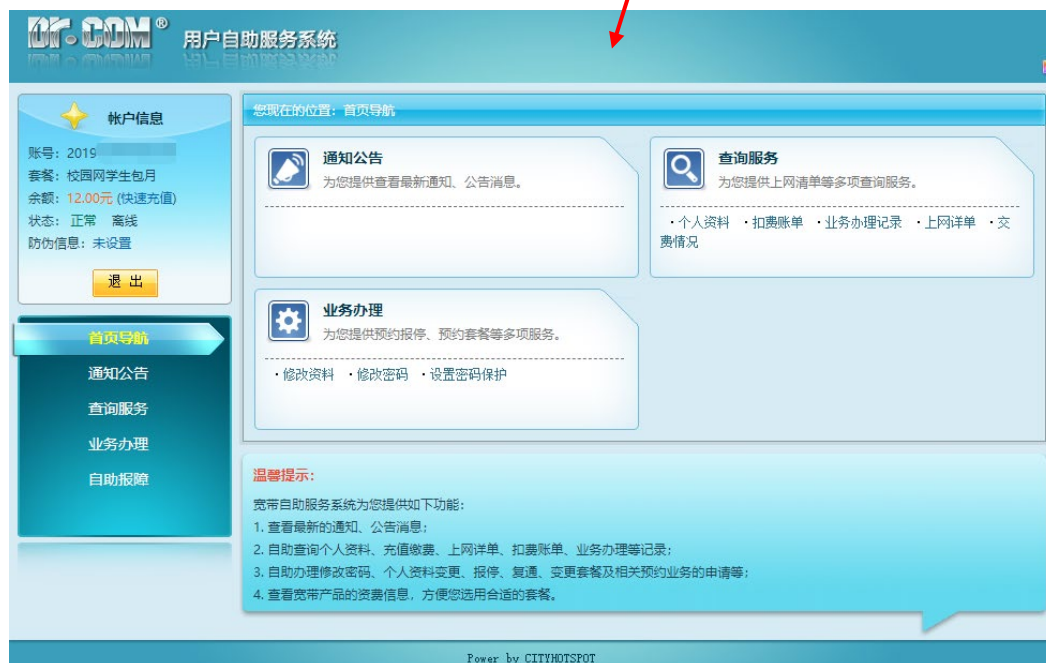 Dr.COM® 用户自助服务系统
帐户信息
账号：2019
套餐：校园网学生包月
余额：12.00元 (快速充值)
状态：正常 离线
防伪信息：未设置
退 出
首页导航
通知公告
查询服务
业务办理
自助报障
您现在的位置：首页导航
通知公告
为您提供查看最新通知、公告消息。
查询服务
为您提供上网清单等多项查询服务。
·个人资料 ·扣费账单 ·业务办理记录 ·上网详单 ·交
费情况
业务办理
为您提供预约报停、预约套餐等多项服务。
·修改资料 ·修改密码 ·设置密码保护
温馨提示：
宽带自助服务系统为您提供如下功能：
1. 查看最新的通知、公告消息；
2. 自助查询个人资料、充值缴费、上网详单、扣费账单、业务办理等记录；
3. 自助办理修改密码、个人资料变更、报停、复通、变更套餐及相关预约业务的申请等；
4. 查看宽带产品的资费信息，方便您选用合适的套餐。
Power by CITYHOTSPOT